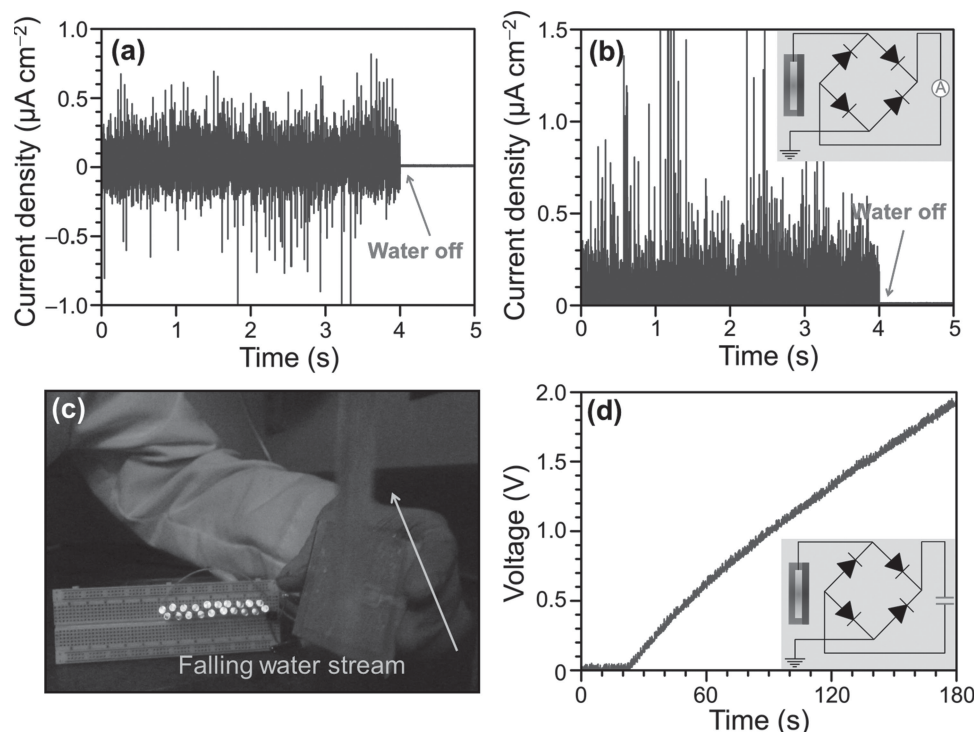 (a)
Current density (μA cm⁻²)
1.0
0.5
0
–0.5
–1.0
Water off
0 1 2 3 4 5
Time (s)
(b)
Current density (μA cm⁻²)
1.5
1.0
0.5
0
A
Water off
0 1 2 3 4 5
Time (s)
(c)
Falling water stream
(d)
Voltage (V)
2.0
1.5
1.0
0.5
0
0 60 120 180
Time (s)